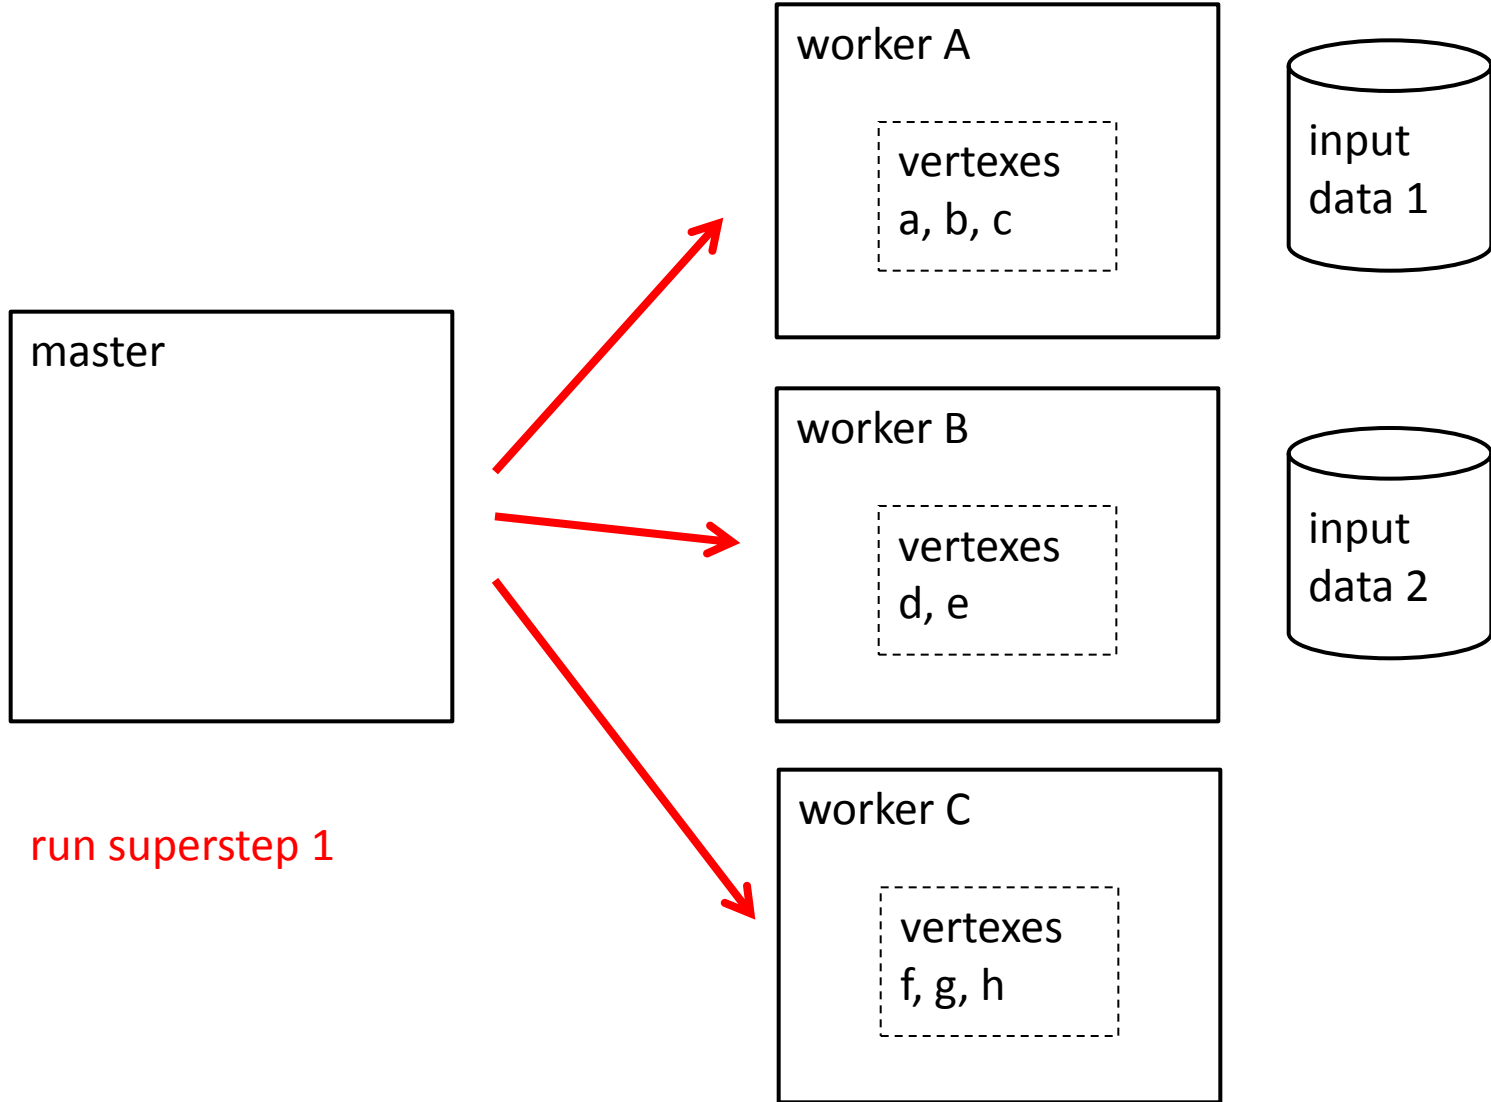 worker A
vertexes
a, b, c
input
data 1
master
worker B
vertexes
d, e
input
data 2
run superstep 1
worker C
vertexes
f, g, h